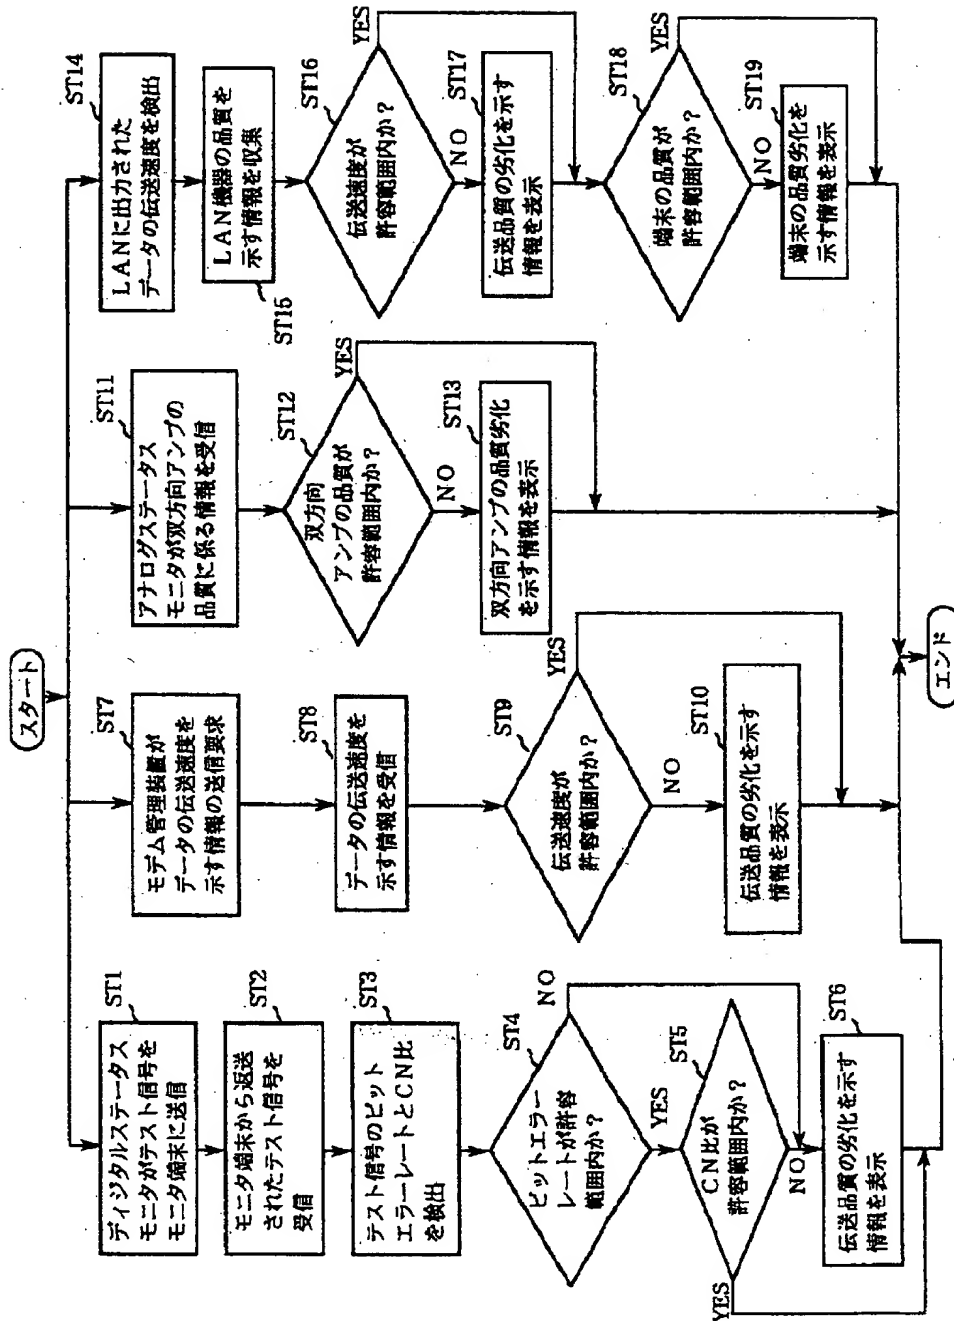 スタート
ST1
ディジタルステータス
モニタがテスト信号を
モニタ端末に送信
ST2
モニタ端末から返送
されたテスト信号を
受信
ST3
テスト信号のビット
エラーレートとCN比
を検出
ST4
ビットエラー
レートが許容
範囲内か?
NO
YES
ST5
CN比が
許容範囲内か?
YES
NO
ST6
伝送品質の劣化を示す
情報を表示
ST7
モデム管理装置が
データの伝送速度を
示す情報の送信要求
ST8
データの伝送速度を
示す情報を受信
ST9
伝送速度が
許容範囲内か?
YES
NO
ST10
伝送品質の劣化を示す
情報を表示
ST11
アナログステータス
モニタが双方向アンプの
品質に係る情報を受信
ST12
双方向
アンプの品質が
許容範囲内か?
YES
NO
ST13
双方向アンプの品質劣化
を示す情報を表示
ST14
LANに出力された
データの伝送速度を検出
ST15
LAN機器の品質を
示す情報を収集
ST16
伝送速度が
許容範囲内か?
YES
NO
ST17
伝送品質の劣化を示す
情報を表示
ST18
端末の品質が
許容範囲内か?
YES
NO
ST19
端末の品質劣化を
示す情報を表示
エンド